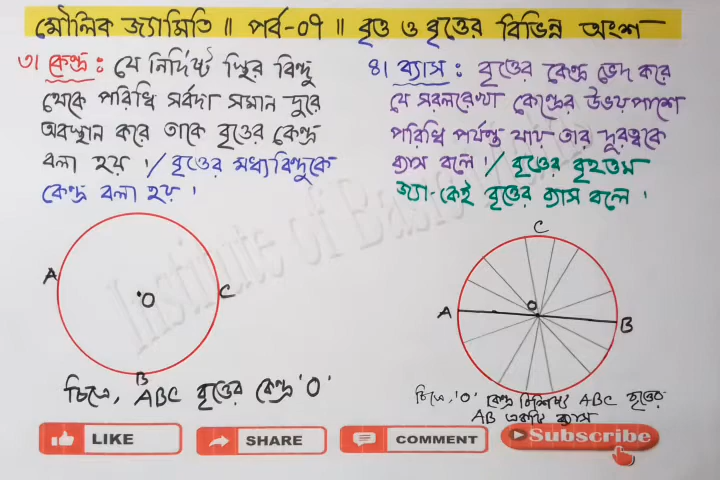 মৌলিক জ্যামিতি ॥ পর্ব-০৭ ॥ বৃত্ত ও বৃত্তের বিভিন্ন অংশ
৩। কেন্দ্র : যে নির্দিষ্ট স্থির বিন্দু
থেকে পরিধি সর্বদা সমান দুরে
অবস্থান করে তাকে বৃত্তের কেন্দ্র
বলা হয় ।/ বৃত্তের মধ্যবিন্দুকে
কেন্দ্র বলা হয় ।
A
O
C
B
চিত্রে, ABC বৃত্তের কেন্দ্র 'O'
৪। ব্যাস : বৃত্তের কেন্দ্র ভেদ করে
যে সরলরেখা কেন্দ্রের উভয়পাশে
পরিধি পর্যন্ত যায় তার দূরত্বকে
ব্যাস বলে ।/ বৃত্তের বৃহত্তম
জ্যা-কেই বৃত্তের ব্যাস বলে ।
C
O
A
B
চিত্রে, 'O' কেন্দ্র বিশিষ্ট ABC বৃত্তের
AB একটি ব্যাস
Institute of Basic
LIKE
SHARE
COMMENT
Subscribe